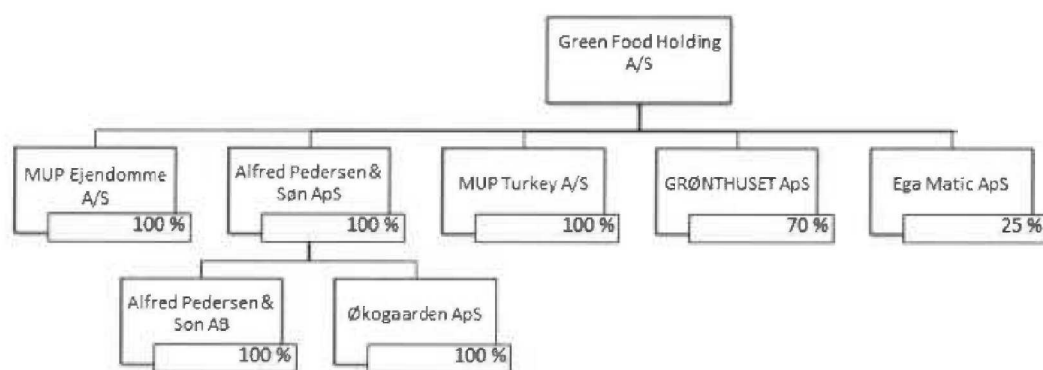 Green Food Holding
A/S
MUP Ejendomme
A/S
100 %
Alfred Pedersen &
Søn ApS
100 %
MUP Turkey A/S
100 %
GRØNTHUSET ApS
70 %
Ega Matic ApS
25 %
Alfred Pedersen &
Son AB
100 %
Økogaarden ApS
100 %